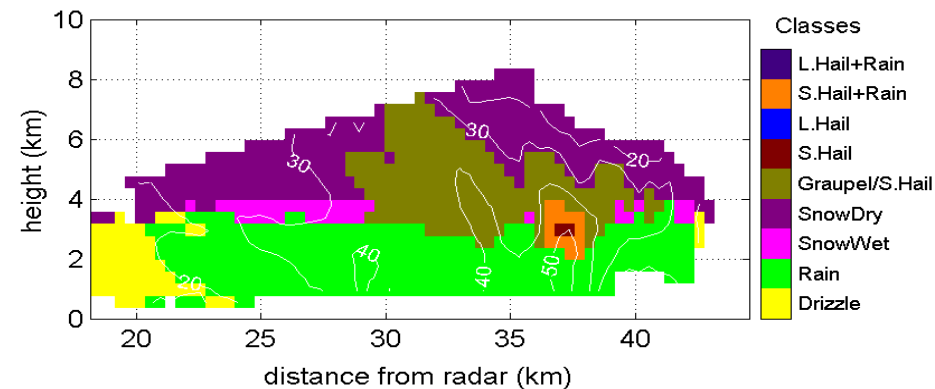 Classes
L.Hail+Rain
S.Hail+Rain
L.Hail
S.Hail
Graupel/S.Hail
SnowDry
SnowWet
Rain
Drizzle
height (km)
10
8
6
4
2
0
30
30
20
40
40
50
20
20
25
30
35
40
distance from radar (km)